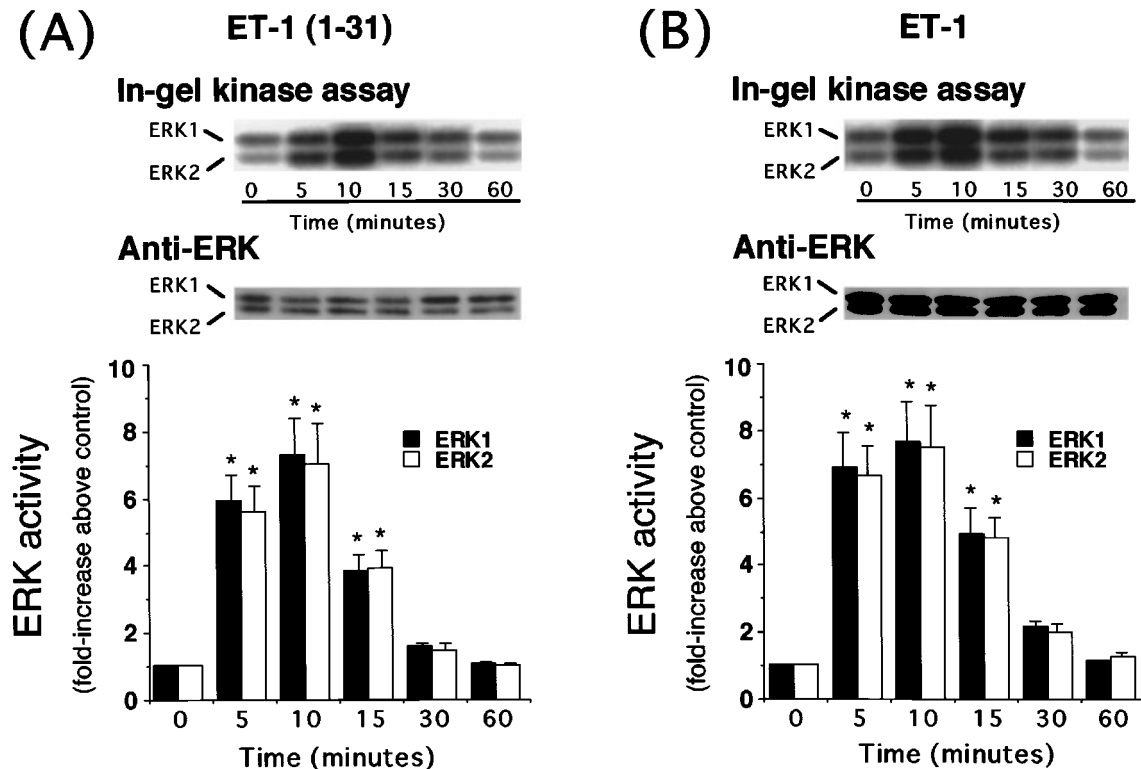 (A) ET-1 (1-31)
In-gel kinase assay
ERK1
ERK2
0 5 10 15 30 60
Time (minutes)
Anti-ERK
ERK1
ERK2
10
8
6
4
2
0
ERK activity
(fold-increase above control)
* * * * * *
ERK1
ERK2
0 5 10 15 30 60
Time (minutes)
(B) ET-1
In-gel kinase assay
ERK1
ERK2
0 5 10 15 30 60
Time (minutes)
Anti-ERK
ERK1
ERK2
10
8
6
4
2
0
ERK activity
(fold-increase above control)
* * * * * *
ERK1
ERK2
0 5 10 15 30 60
Time (minutes)